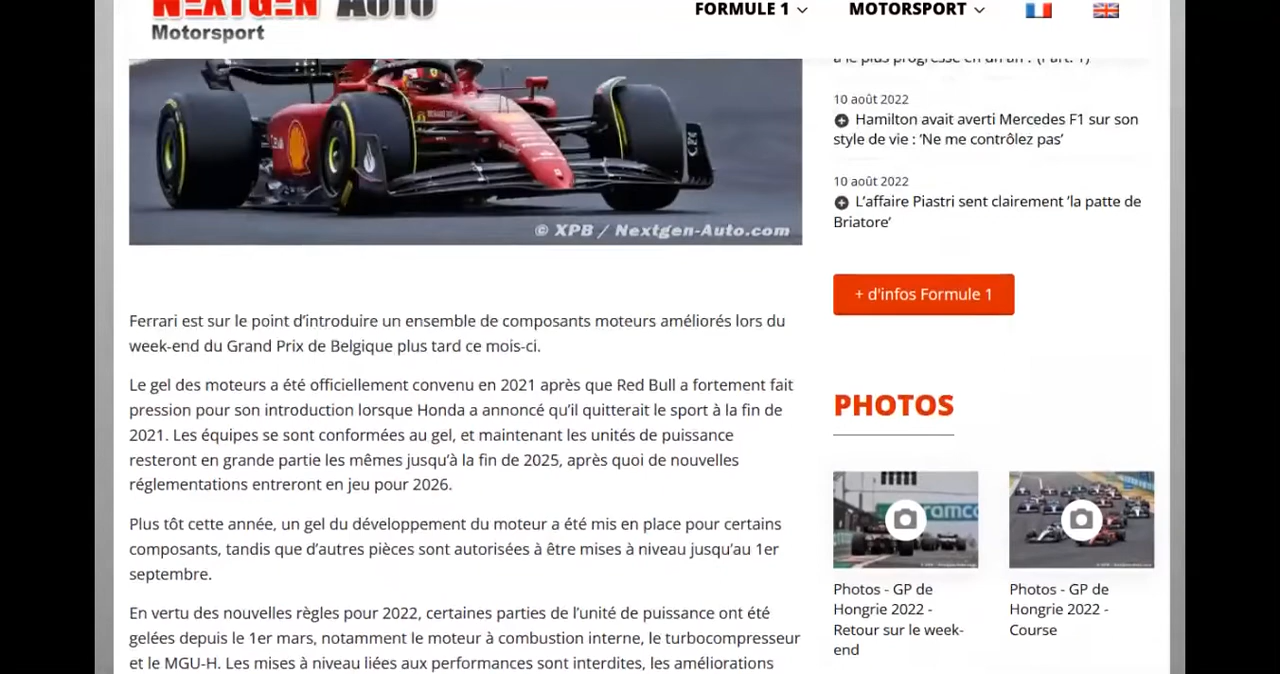 NEXTGEN AUTO
Motorsport
FORMULE 1
MOTORSPORT
© XPB / Nextgen-Auto.com
Ferrari est sur le point d’introduire un ensemble de composants moteurs améliorés lors du
week-end du Grand Prix de Belgique plus tard ce mois-ci.
Le gel des moteurs a été officiellement convenu en 2021 après que Red Bull a fortement fait
pression pour son introduction lorsque Honda a annoncé qu’il quitterait le sport à la fin de
2021. Les équipes se sont conformées au gel, et maintenant les unités de puissance
resteront en grande partie les mêmes jusqu’à la fin de 2025, après quoi de nouvelles
réglementations entreront en jeu pour 2026.
Plus tôt cette année, un gel du développement du moteur a été mis en place pour certains
composants, tandis que d’autres pièces sont autorisées à être mises à niveau jusqu’au 1er
septembre.
En vertu des nouvelles règles pour 2022, certaines parties de l’unité de puissance ont été
gelées depuis le 1er mars, notamment le moteur à combustion interne, le turbocompresseur
et le MGU-H. Les mises à niveau liées aux performances sont interdites, les améliorations
a le plus progressé en un an ? (Part. 1)
10 août 2022
Hamilton avait averti Mercedes F1 sur son
style de vie : ’Ne me contrôlez pas’
10 août 2022
L’affaire Piastri sent clairement ’la patte de
Briatore’
+ d'infos Formule 1
PHOTOS
Photos - GP de
Hongrie 2022 -
Retour sur le week-
end
Photos - GP de
Hongrie 2022 -
Course